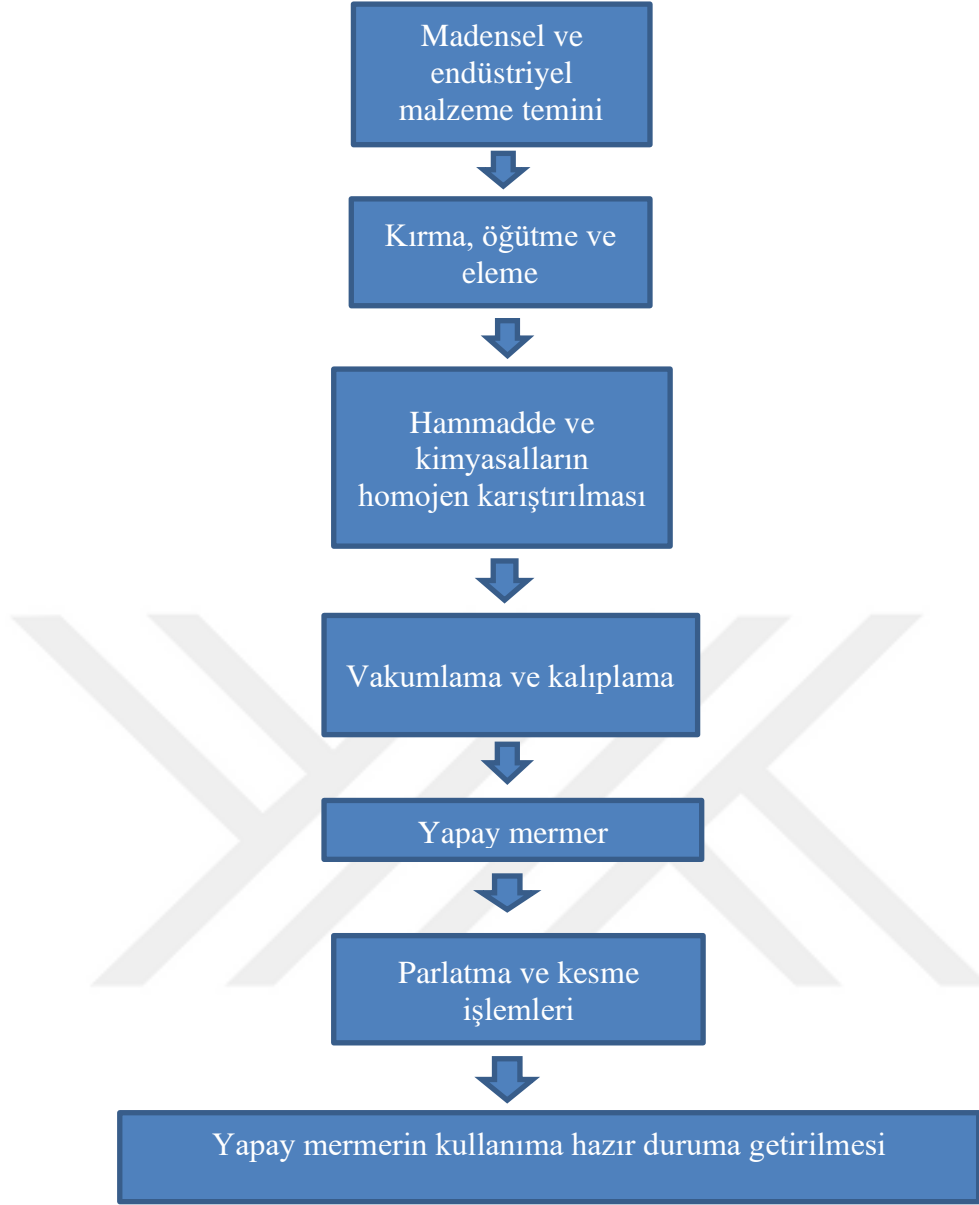 Madensel ve
endüstriyel
malzeme temini
Kırma, öğütme ve
eleme
Hammadde ve
kimyasalların
homojen karıştırılması
Vakumlama ve kalıplama
Yapay mermer
Parlatma ve kesme
işlemleri
Yapay mermerin kullanıma hazır duruma getirilmesi